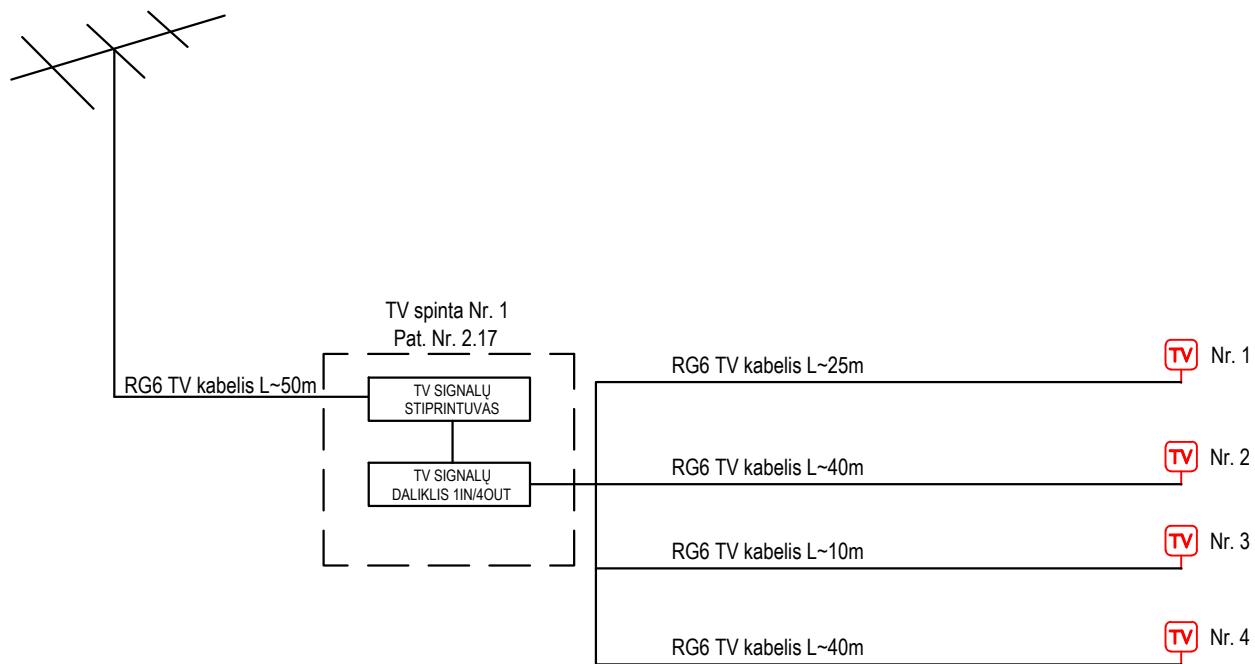 TV spinta Nr. 1
Pat. Nr. 2.17
RG6 TV kabelis L~50m
TV SIGNALŲ
STIPRINTUVAS
TV SIGNALŲ
DALIKLIS 1IN/4OUT
RG6 TV kabelis L~25m
TV Nr. 1
RG6 TV kabelis L~40m
TV Nr. 2
RG6 TV kabelis L~10m
TV Nr. 3
RG6 TV kabelis L~40m
TV Nr. 4